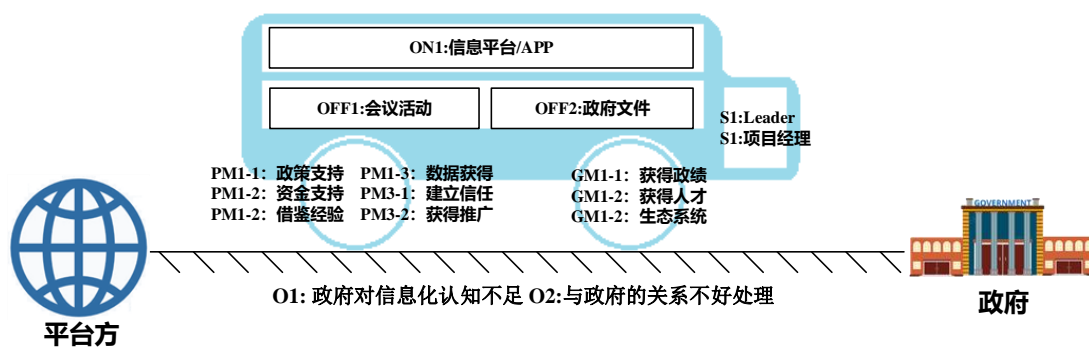 ON1:信息平台/APP
OFF1:会议活动
OFF2:政府文件
S1:Leader
S1:项目经理
PM1-1：政策支持 PM1-3：数据获得
PM1-2：资金支持 PM3-1：建立信任
PM1-2：借鉴经验 PM3-2：获得推广
GM1-1：获得政绩
GM1-2：获得人才
GM1-2：生态系统
GOVERNMENT
O1: 政府对信息化认知不足 O2:与政府的关系不好处理
平台方
政府